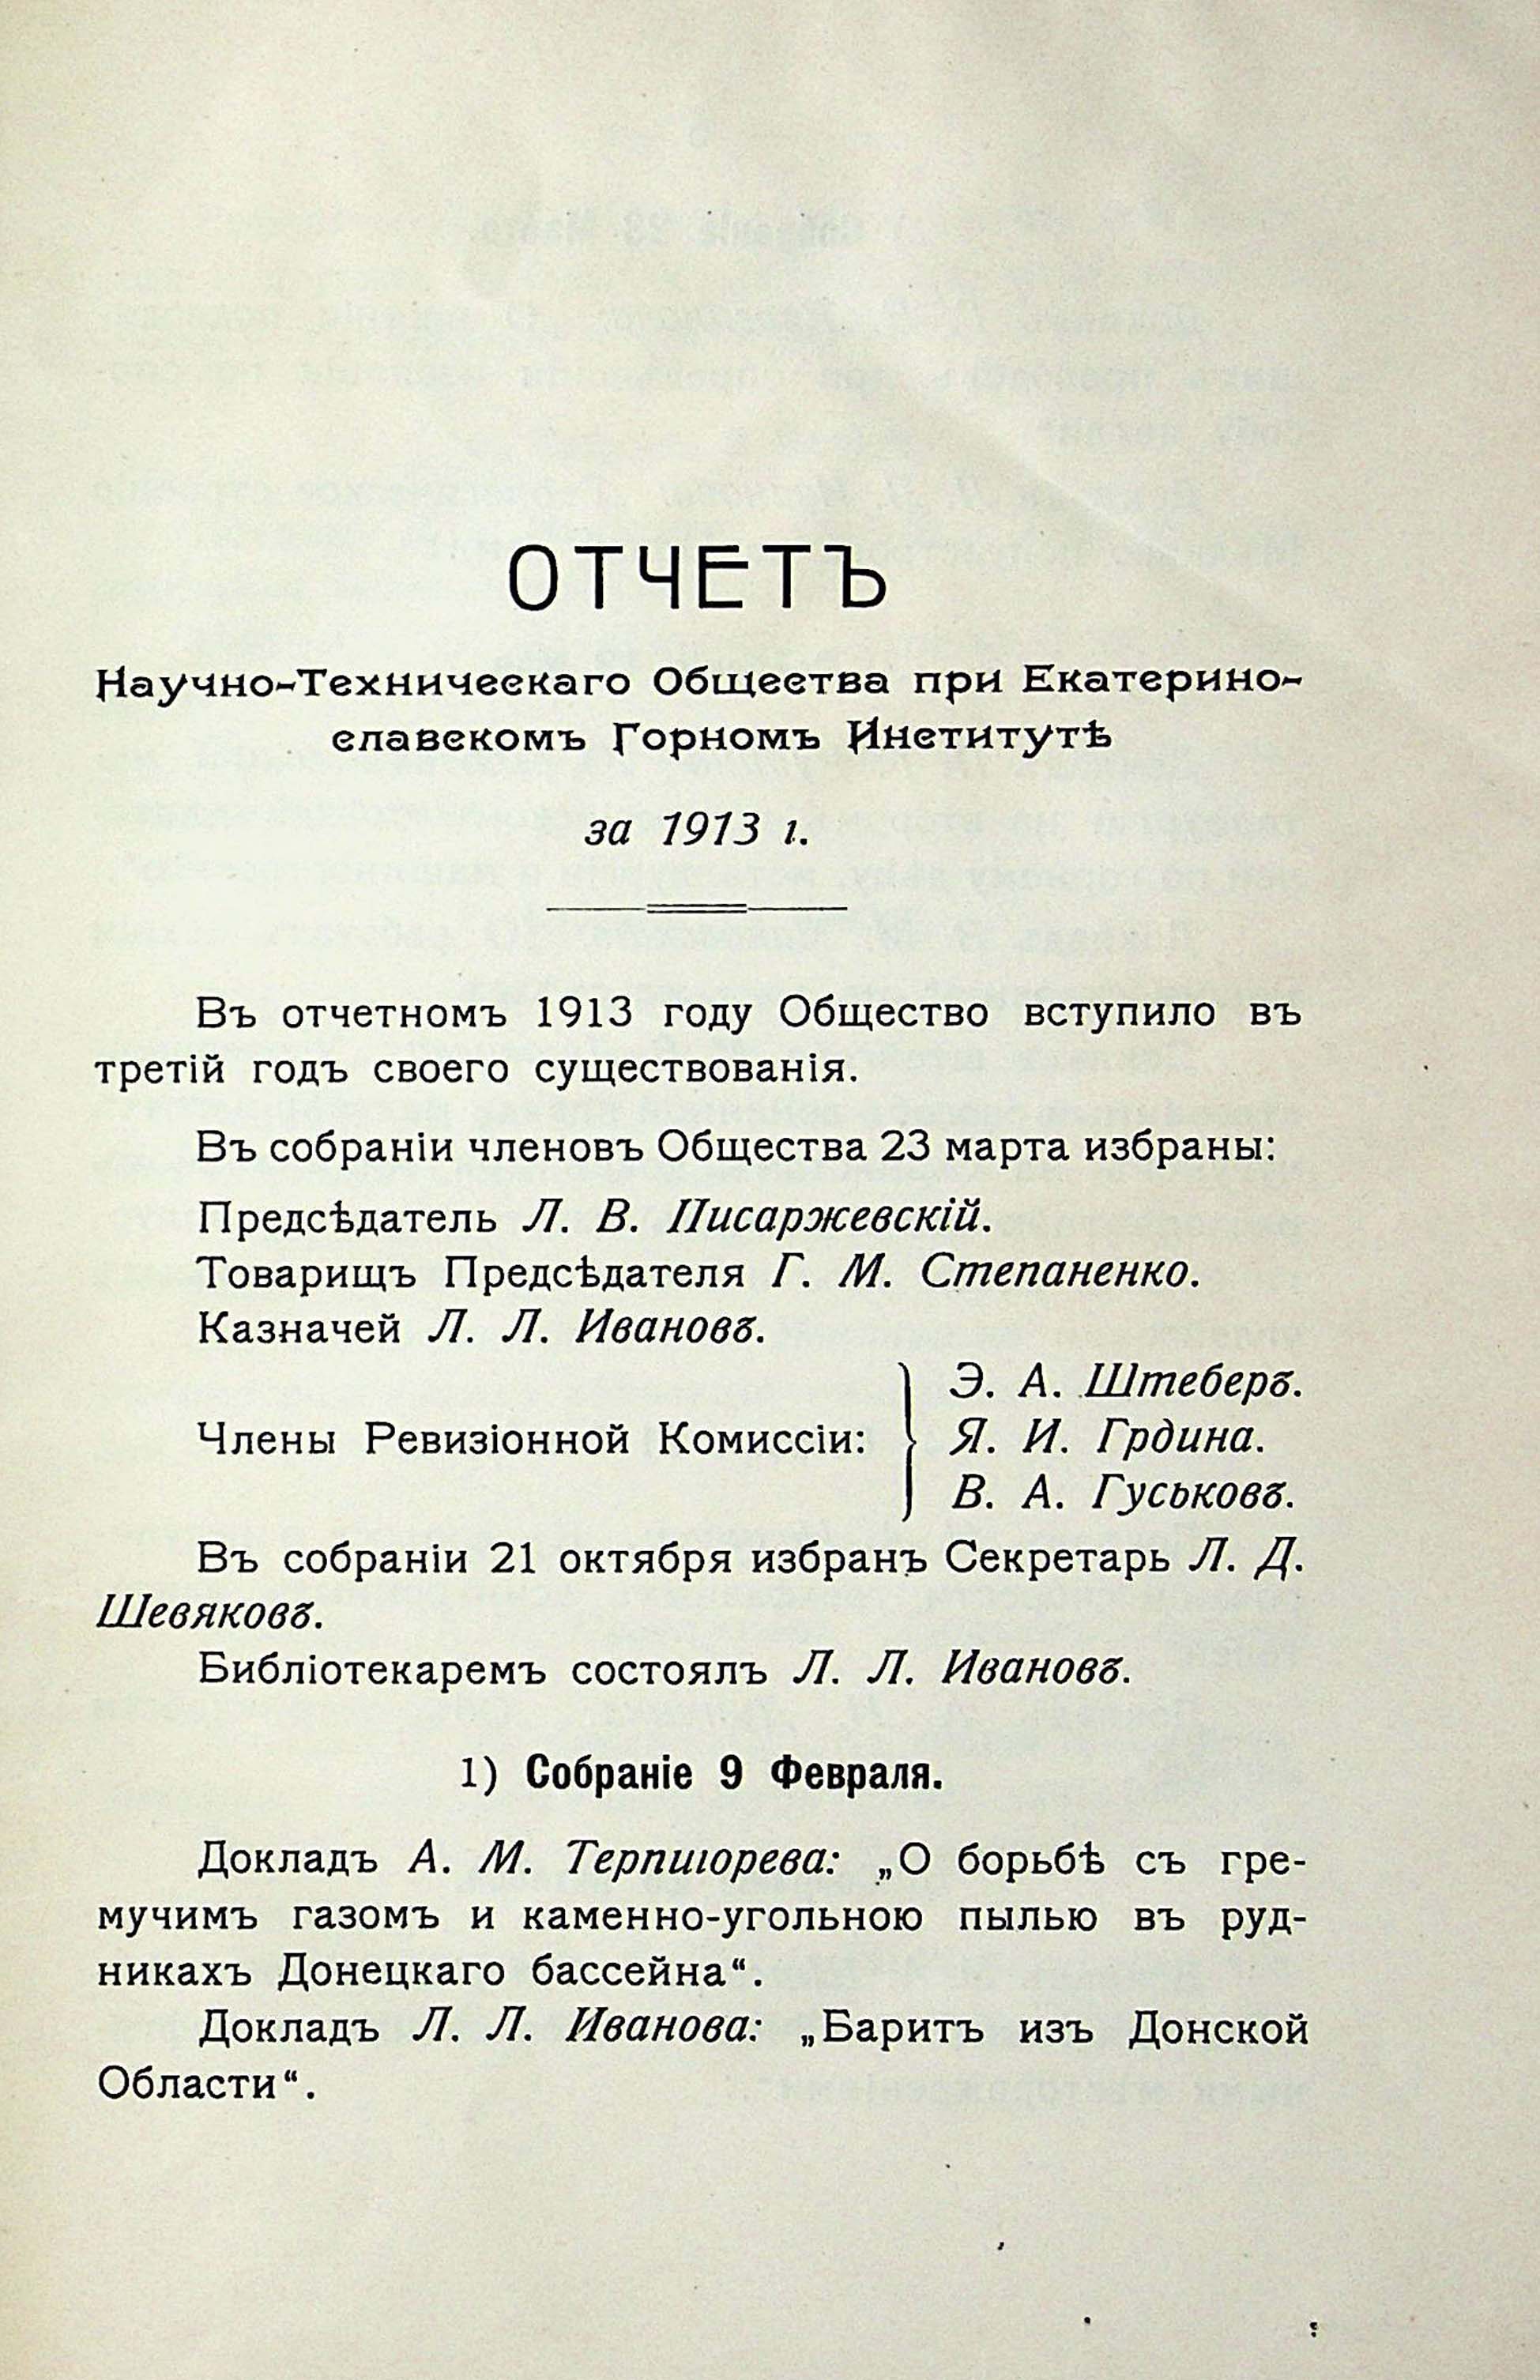 ОТЧЕТЪ
Научно-Техническаго Общества при Екатерино-
славскомъ Горномъ Институтѣ
за 1913 г.
Въ отчетномъ 1913 году Общество вступило въ
третій годъ своего существованія.
Въ собраніи членовъ Общества 23 марта избраны:
Предсѣдатель Л. В. Писаржевскій.
Товарищъ Предсѣдателя Г. М. Степаненко.
Казначей Л. Л. Ивановъ.
Члены Ревизіонной Комиссіи:
Э. А. Штеберъ.
Я. И. Грдина.
В. А. Гуськовъ.
Въ собраніи 21 октября избранъ Секретарь Л. Д.
Шевяковъ.
Библіотекаремъ состоялъ Л. Л. Ивановъ.
1) Собраніе 9 Февраля.
Докладъ А. М. Терпигорева: „О борьбѣ съ гре-
мучимъ газомъ и каменно-угольною пылью въ руд-
никахъ Донецкаго бассейна“.
Докладъ Л. Л. Иванова: „Баритъ изъ Донской
Области“.